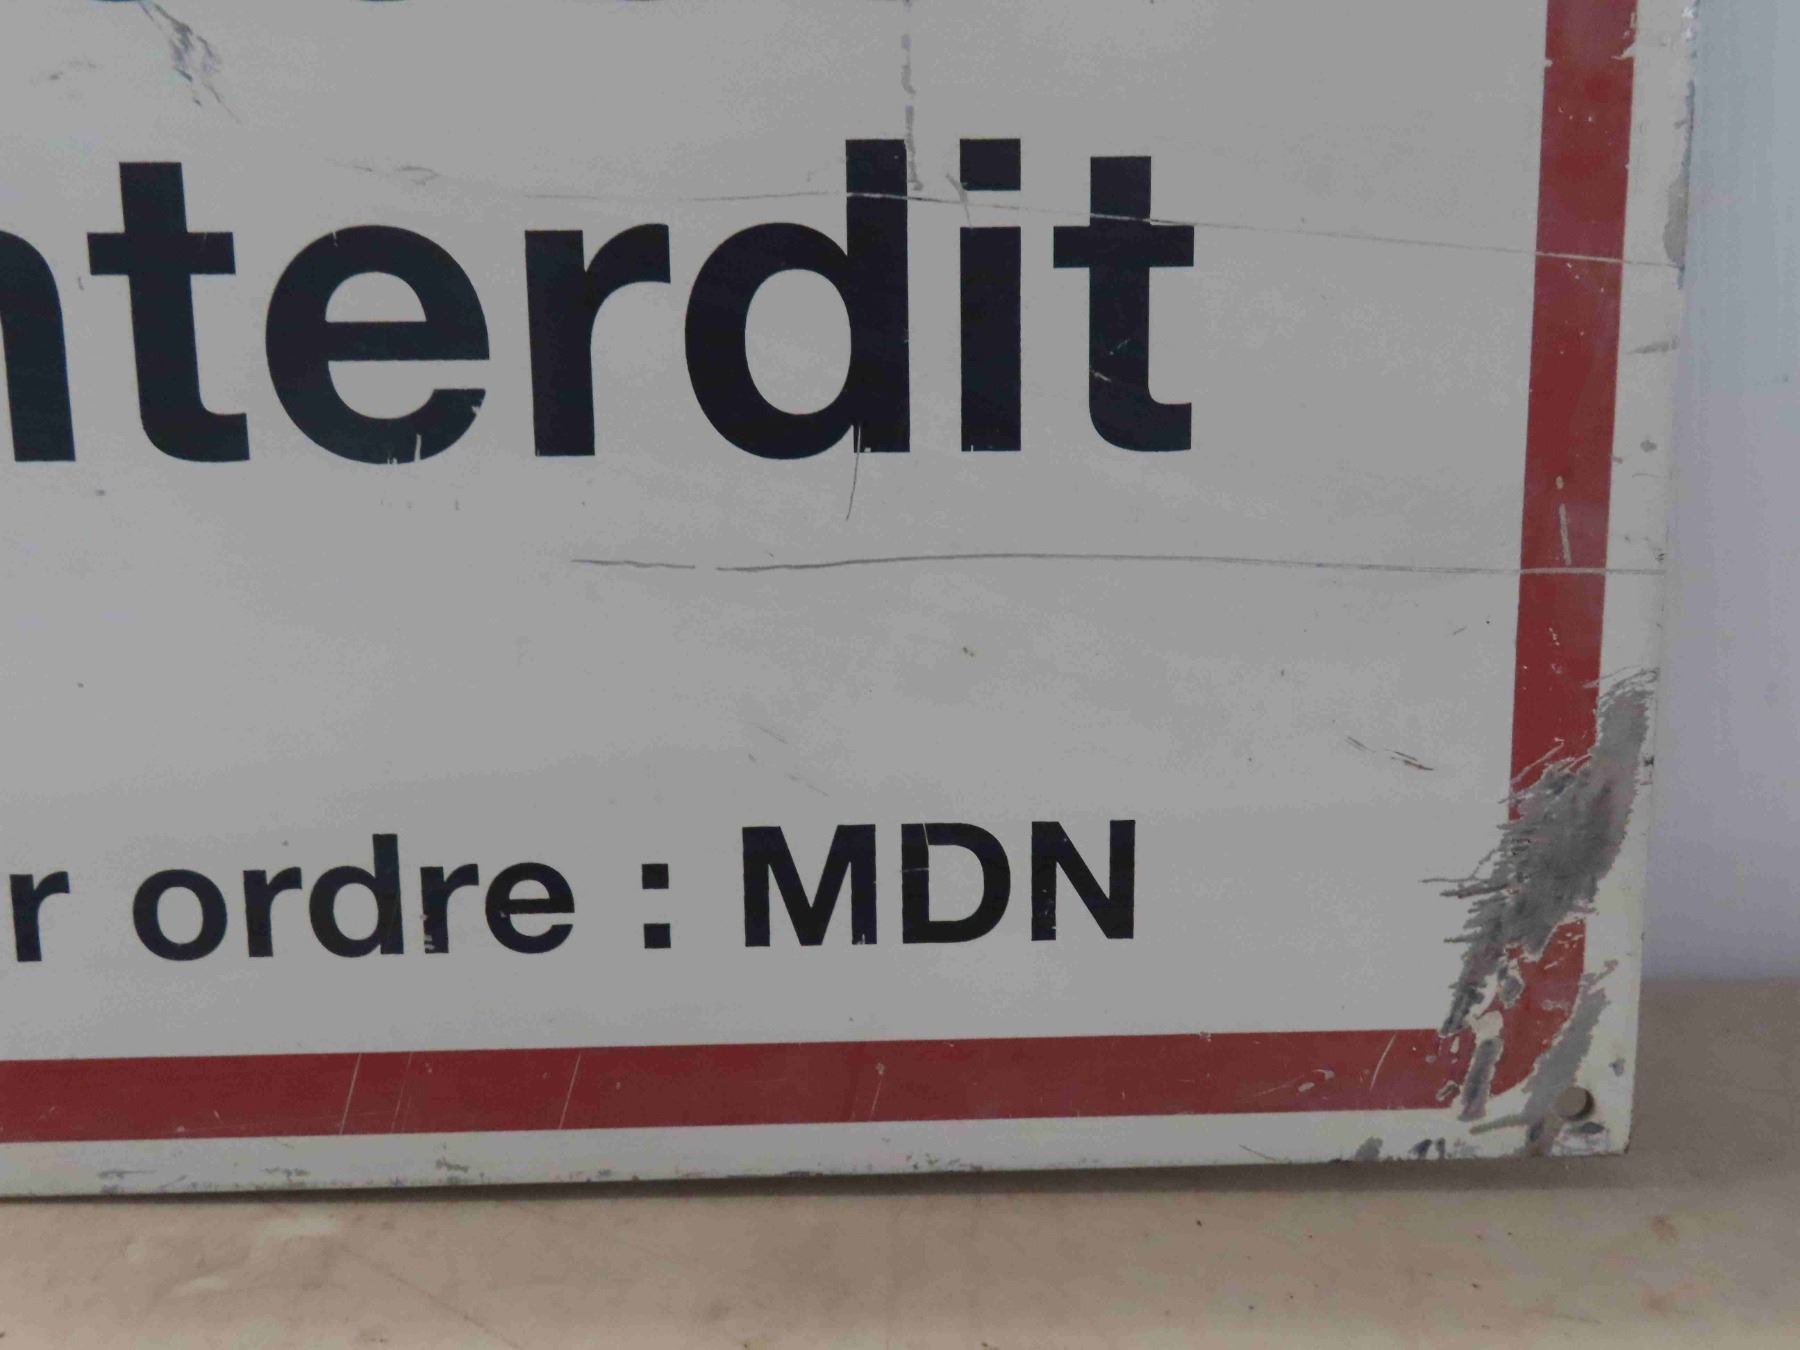 nterdit
r ordre : MDN